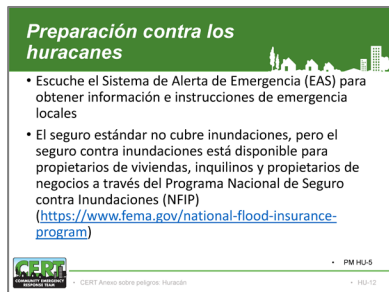 Preparación contra los
huracanes
• Escuche el Sistema de Alerta de Emergencia (EAS) para
obtener información e instrucciones de emergencia
locales
• El seguro estándar no cubre inundaciones, pero el
seguro contra inundaciones está disponible para
propietarios de viviendas, inquilinos y propietarios de
negocios a través del Programa Nacional de Seguro
contra Inundaciones (NFIP)
(https://www.fema.gov/national-flood-insurance-
program)
• PM HU-5
CERT
COMMUNITY EMERGENCY
RESPONSE TEAM
• CERT Anexo sobre peligros: Huracán
• HU-12